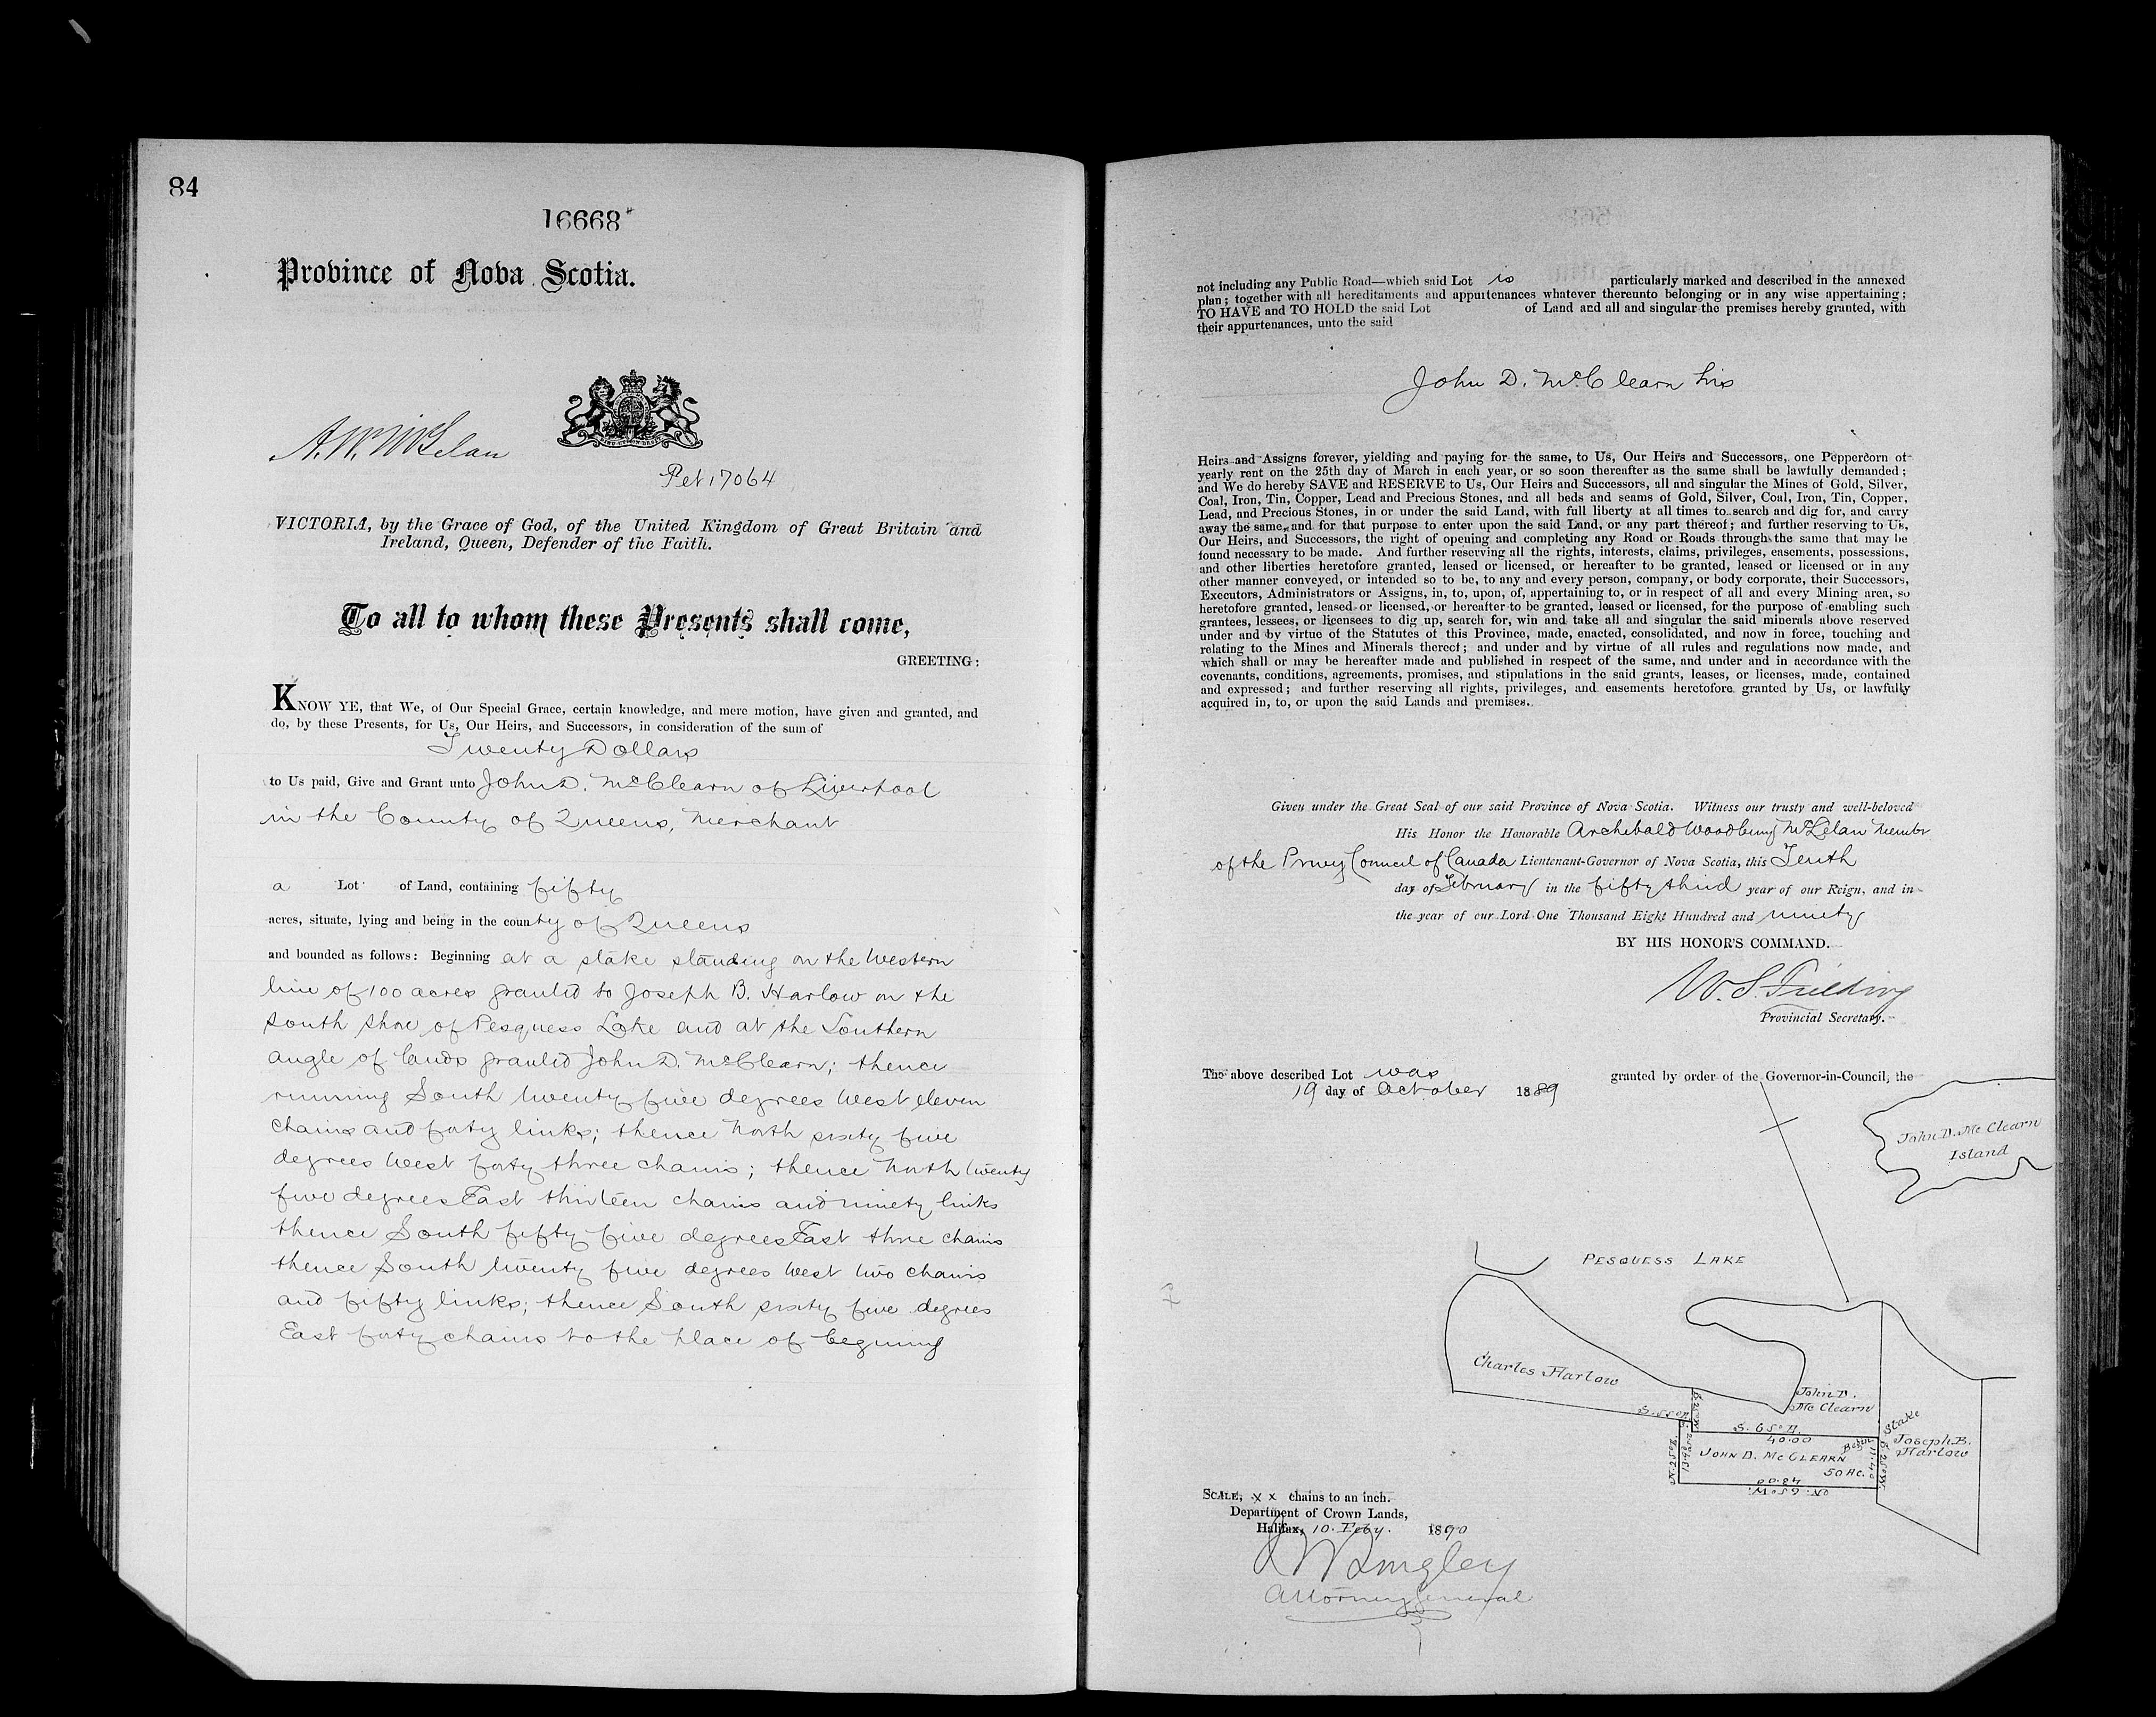 84
16668
Province of Nova Scotia.
A. W. McLelan
Pet 17064
VICTORIA, by the Grace of God, of the United Kingdom of Great Britain and
Ireland, Queen, Defender of the Faith.
To all to whom these Presents shall come,
GREETING:
KNOW YE, that We, of Our Special Grace, certain knowledge, and mere motion, have given and granted, and
do, by these Presents, for Us, Our Heirs, and Successors, in consideration of the sum of
Twenty Dollars
to Us paid, Give and Grant unto John D. McClearn of Liverpool
in the County of Queens, Merchant
a Lot of Land, containing fifty
acres, situate, lying and being in the county of Queens
and bounded as follows: Beginning at a stake standing on the Western
line of 100 acres granted to Joseph B. Harlow on the
South Shore of Pesquess Lake and at the Southern
angle of lands granted John D. McClearn; thence
running South twenty five degrees West eleven
chains and forty links; thence North sixty five
degrees West forty three chains; thence North twenty
five degrees East thirteen chains and ninety links
thence South fifty five degrees East three chains
thence South twenty five degrees West two chains
and fifty links; thence South sixty five degrees
East forty chains to the place of begining
not including any Public Road—which said Lot is particularly marked and described in the annexed
plan; together with all hereditaments and appurtenances whatever thereunto belonging or in any wise appertaining;
TO HAVE and TO HOLD the said Lot of Land and all and singular the premises hereby granted, with
their appurtenances, unto the said
John D. McClearn his
Heirs and Assigns forever, yielding and paying for the same, to Us, Our Heirs and Successors, one Peppercorn of
yearly rent on the 25th day of March in each year, or so soon thereafter as the same shall be lawfully demanded;
and We do hereby SAVE and RESERVE to Us, Our Heirs and Successors, all and singular the Mines of Gold, Silver,
Coal, Iron, Tin, Copper, Lead and Precious Stones, and all beds and seams of Gold, Silver, Coal, Iron, Tin, Copper,
Lead, and Precious Stones, in or under the said Land, with full liberty at all times to search and dig for, and carry
away the same, and for that purpose to enter upon the said Land, or any part thereof; and further reserving to Us,
Our Heirs, and Successors, the right of opening and completing any Road or Roads through the same that may be
found necessary to be made. And further reserving all the rights, interests, claims, privileges, easements, possessions,
and other liberties heretofore granted, leased or licensed, or hereafter to be granted, leased or licensed or in any
other manner conveyed, or intended so to be, to any and every person, company, or body corporate, their Successors,
Executors, Administrators or Assigns, in, to, upon, of, appertaining to, or in respect of all and every Mining area, so
heretofore granted, leased or licensed, or hereafter to be granted, leased or licensed, for the purpose of enabling such
grantees, lessees, or licensees to dig up, search for, win and take all and singular the said minerals above reserved
under and by virtue of the Statutes of this Province, made, enacted, consolidated, and now in force, touching and
relating to the Mines and Minerals thereof; and under and by virtue of all rules and regulations now made, and
which shall or may be hereafter made and published in respect of the same, and under and in accordance with the
covenants, conditions, agreements, promises, and stipulations in the said grants, leases, or licenses, made, contained
and expressed; and further reserving all rights, privileges, and easements heretofore granted by Us, or lawfully
acquired in, to, or upon the said Lands and premises.
Given under the Great Seal of our said Province of Nova Scotia. Witness our trusty and well-beloved
His Honor the Honorable Archibald Woodbury McLelan Member
of the Privy Council of Canada Lieutenant-Governor of Nova Scotia, this Tenth
day of February in the fifty third year of our Reign, and in
the year of our Lord One Thousand Eight Hundred and ninety
BY HIS HONOR'S COMMAND.
W. S. Fielding
Provincial Secretary.
The above described Lot was granted by order of the Governor-in-Council, the
19 day of October 1889
John D. McClearn
Island
PESQUESS LAKE
Charles Harlow
John D.
McClearn
S. 55° E.
S. 25° W.
S. 65° E.
40.00
Stake
Begin
Joseph B.
Harlow
JOHN D. McCLEARN
50 Ac.
N. 25° E.
13.90
11.40
S. 25° W.
43.00
N. 65° W.
SCALE, xx chains to an inch.
Department of Crown Lands,
Halifax, 10. Feby. 1890
J W Longley
Attorney General